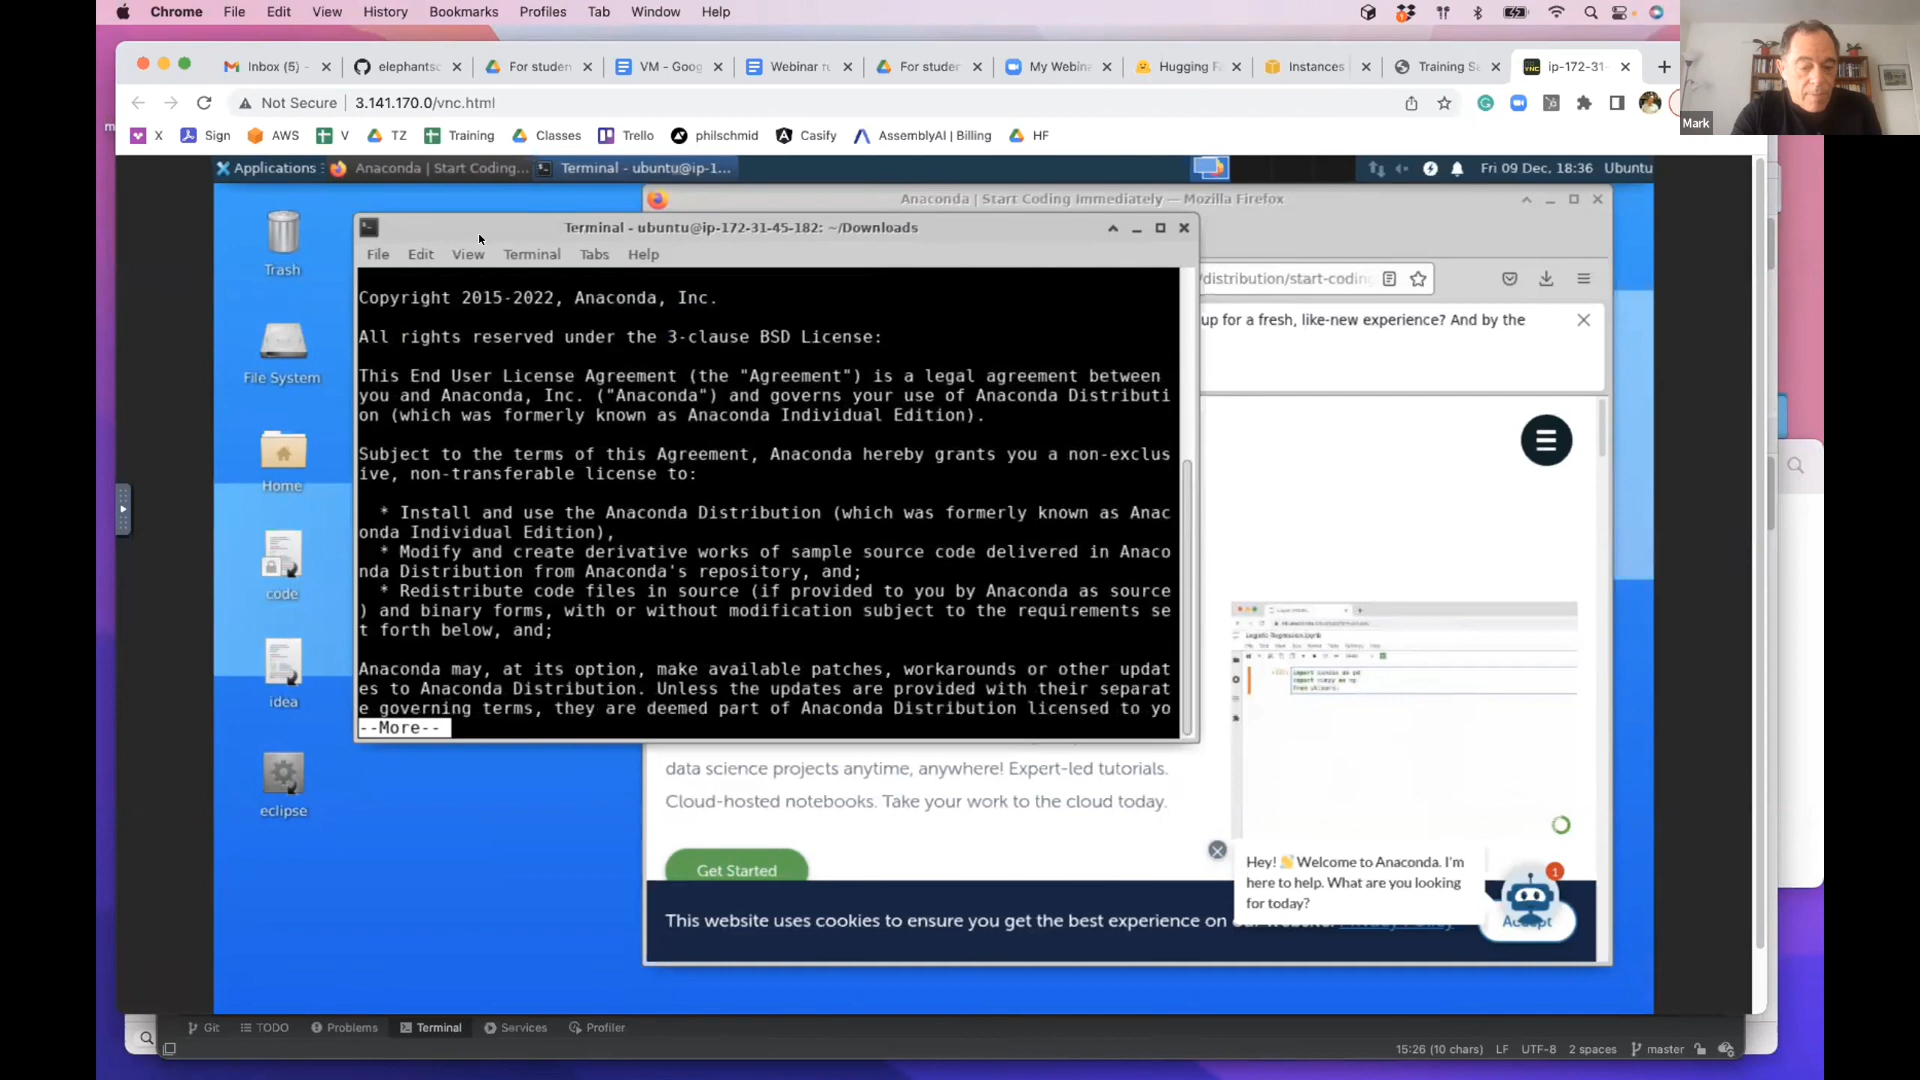 Chrome File Edit View History Bookmarks Profiles Tab Window Help
Inbox (5) - elephantsc For studen VM - Goog Webinar ru For studen My Webina Hugging Fa Instances Training Se ip-172-31-
Not Secure 3.141.170.0/vnc.html
X Sign AWS V TZ Training Classes Trello philschmid Casify AssemblyAI | Billing HF
Mark
Applications Anaconda | Start Coding... Terminal - ubuntu@ip-1... Fri 09 Dec, 18:36 Ubuntu
Anaconda | Start Coding Immediately — Mozilla Firefox
Terminal - ubuntu@ip-172-31-45-182: ~/Downloads
File Edit View Terminal Tabs Help
/distribution/start-coding
up for a fresh, like-new experience? And by the
Trash
File System
Home
code
idea
eclipse
Copyright 2015-2022, Anaconda, Inc.
All rights reserved under the 3-clause BSD License:
This End User License Agreement (the "Agreement") is a legal agreement between
you and Anaconda, Inc. ("Anaconda") and governs your use of Anaconda Distributi
on (which was formerly known as Anaconda Individual Edition).
Subject to the terms of this Agreement, Anaconda hereby grants you a non-exclus
ive, non-transferable license to:
* Install and use the Anaconda Distribution (which was formerly known as Anac
onda Individual Edition),
* Modify and create derivative works of sample source code delivered in Anaco
nda Distribution from Anaconda's repository, and;
* Redistribute code files in source (if provided to you by Anaconda as source
) and binary forms, with or without modification subject to the requirements se
t forth below, and;
Anaconda may, at its option, make available patches, workarounds or other updat
es to Anaconda Distribution. Unless the updates are provided with their separat
e governing terms, they are deemed part of Anaconda Distribution licensed to yo
--More--
data science projects anytime, anywhere! Expert-led tutorials.
Cloud-hosted notebooks. Take your work to the cloud today.
Get Started
Hey! 👋 Welcome to Anaconda. I'm
here to help. What are you looking
for today?
1
This website uses cookies to ensure you get the best experience on our website. Privacy Policy
Accept
Git TODO Problems Terminal Services Profiler
15:26 (10 chars) LF UTF-8 2 spaces master